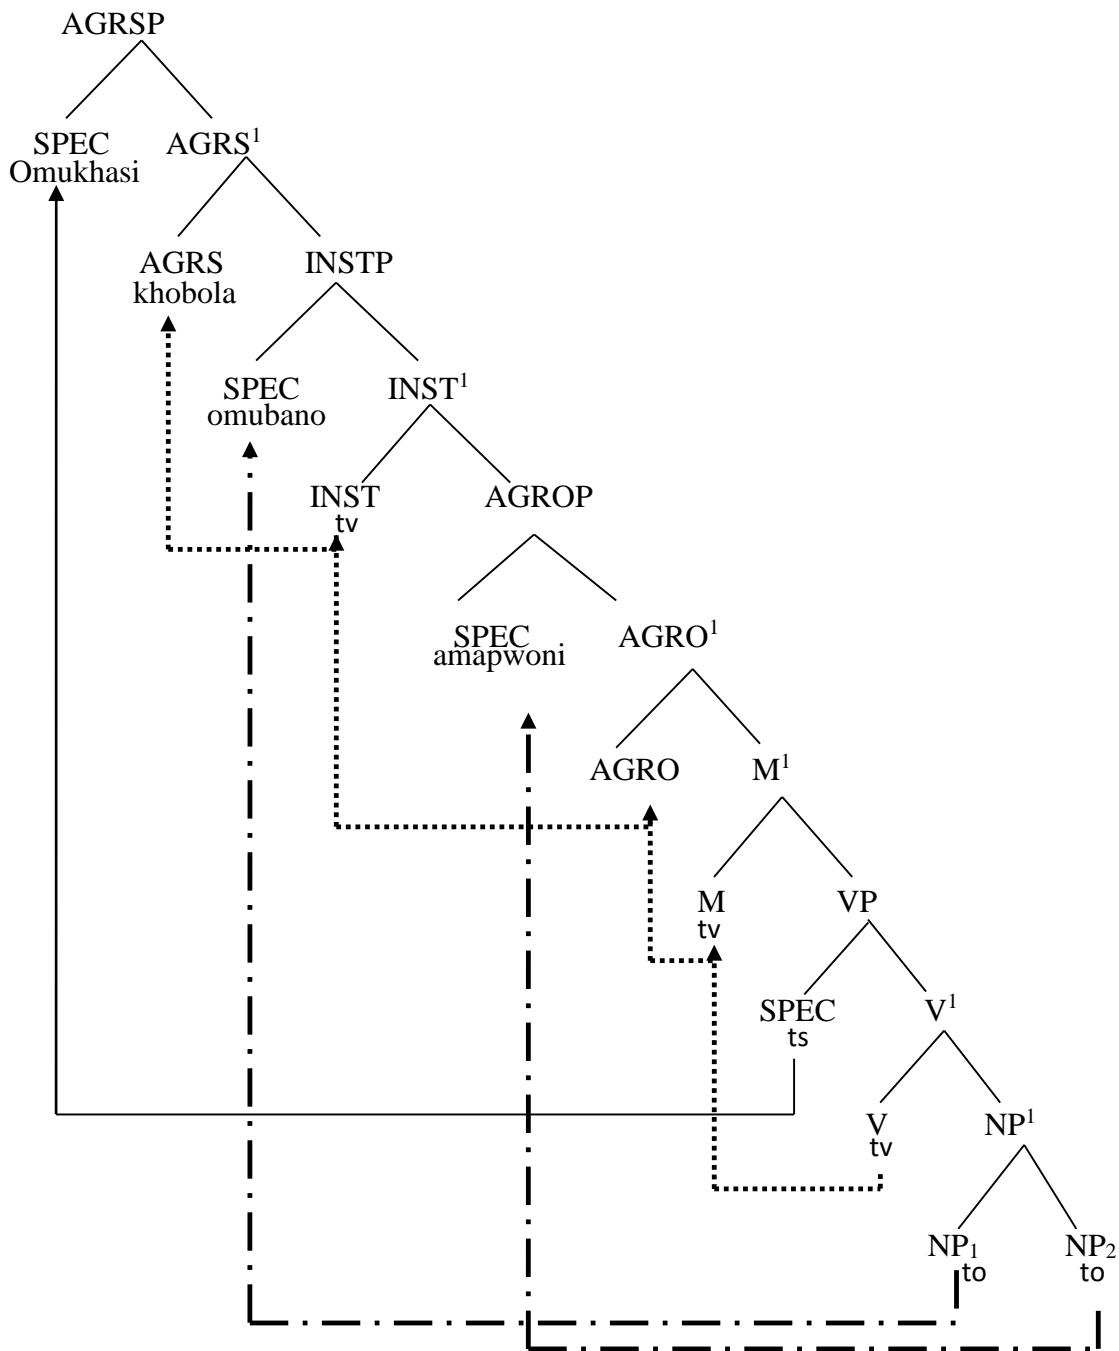 AGRSP
SPEC AGRS¹
Omukhasi
AGRS INSTP
khobola
SPEC INST¹
omubano
INST AGROP
tv
SPEC AGRO¹
amapwoni
AGRO M¹
M VP
tv
SPEC V¹
ts
V NP¹
tv
NP₁ NP₂
to to